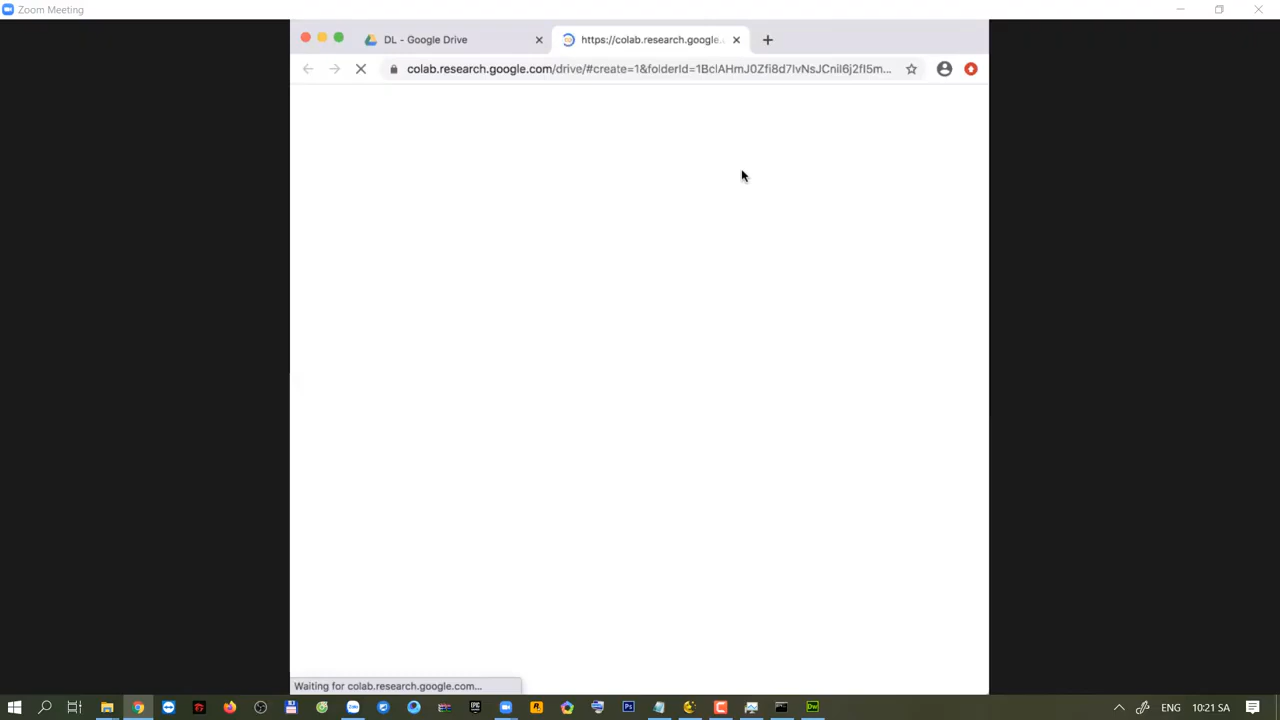 Zoom Meeting
DL - Google Drive
https://colab.research.google.
colab.research.google.com/drive/#create=1&folderId=1BclAHmJ0Zfi8d7IvNsJCnil6j2fI5m...
Waiting for colab.research.google.com...
ENG
10:21 SA